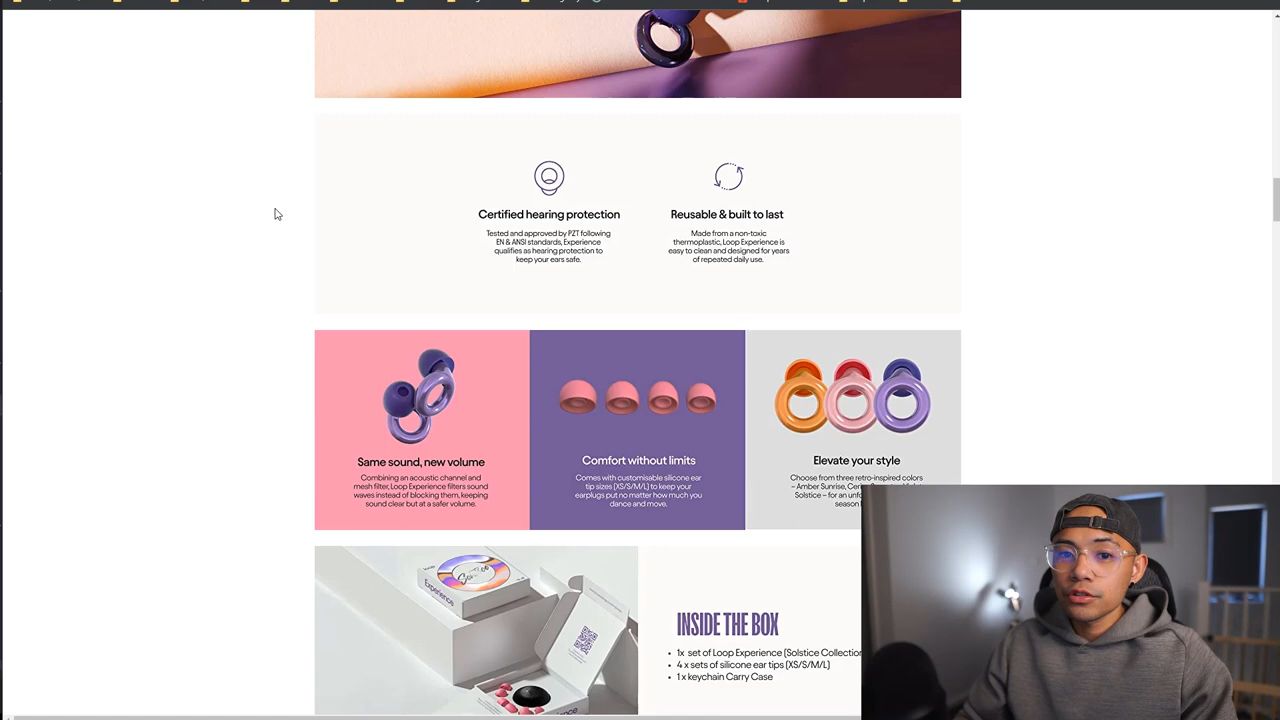 Certified hearing protection
Tested and approved by PZT following
EN & ANSI standards, Experience
qualifies as hearing protection to
keep your ears safe.
Reusable & built to last
Made from a non-toxic
thermoplastic, Loop Experience is
easy to clean and designed for years
of repeated daily use.
Same sound, new volume
Combining an acoustic channel and
mesh filter, Loop Experience filters sound
waves instead of blocking them, keeping
sound clear but at a safer volume.
Comfort without limits
Comes with customisable silicone ear
tip sizes (XS/S/M/L) to keep your
earplugs put no matter how much you
dance and move.
Elevate your style
Choose from three retro-inspired colors
– Amber Sunrise,
Solstice – for an
season
Experience
INSIDE THE BOX
1x set of Loop Experience (Solstice Collection
4 x sets of silicone ear tips (XS/S/M/L)
1 x keychain Carry Case